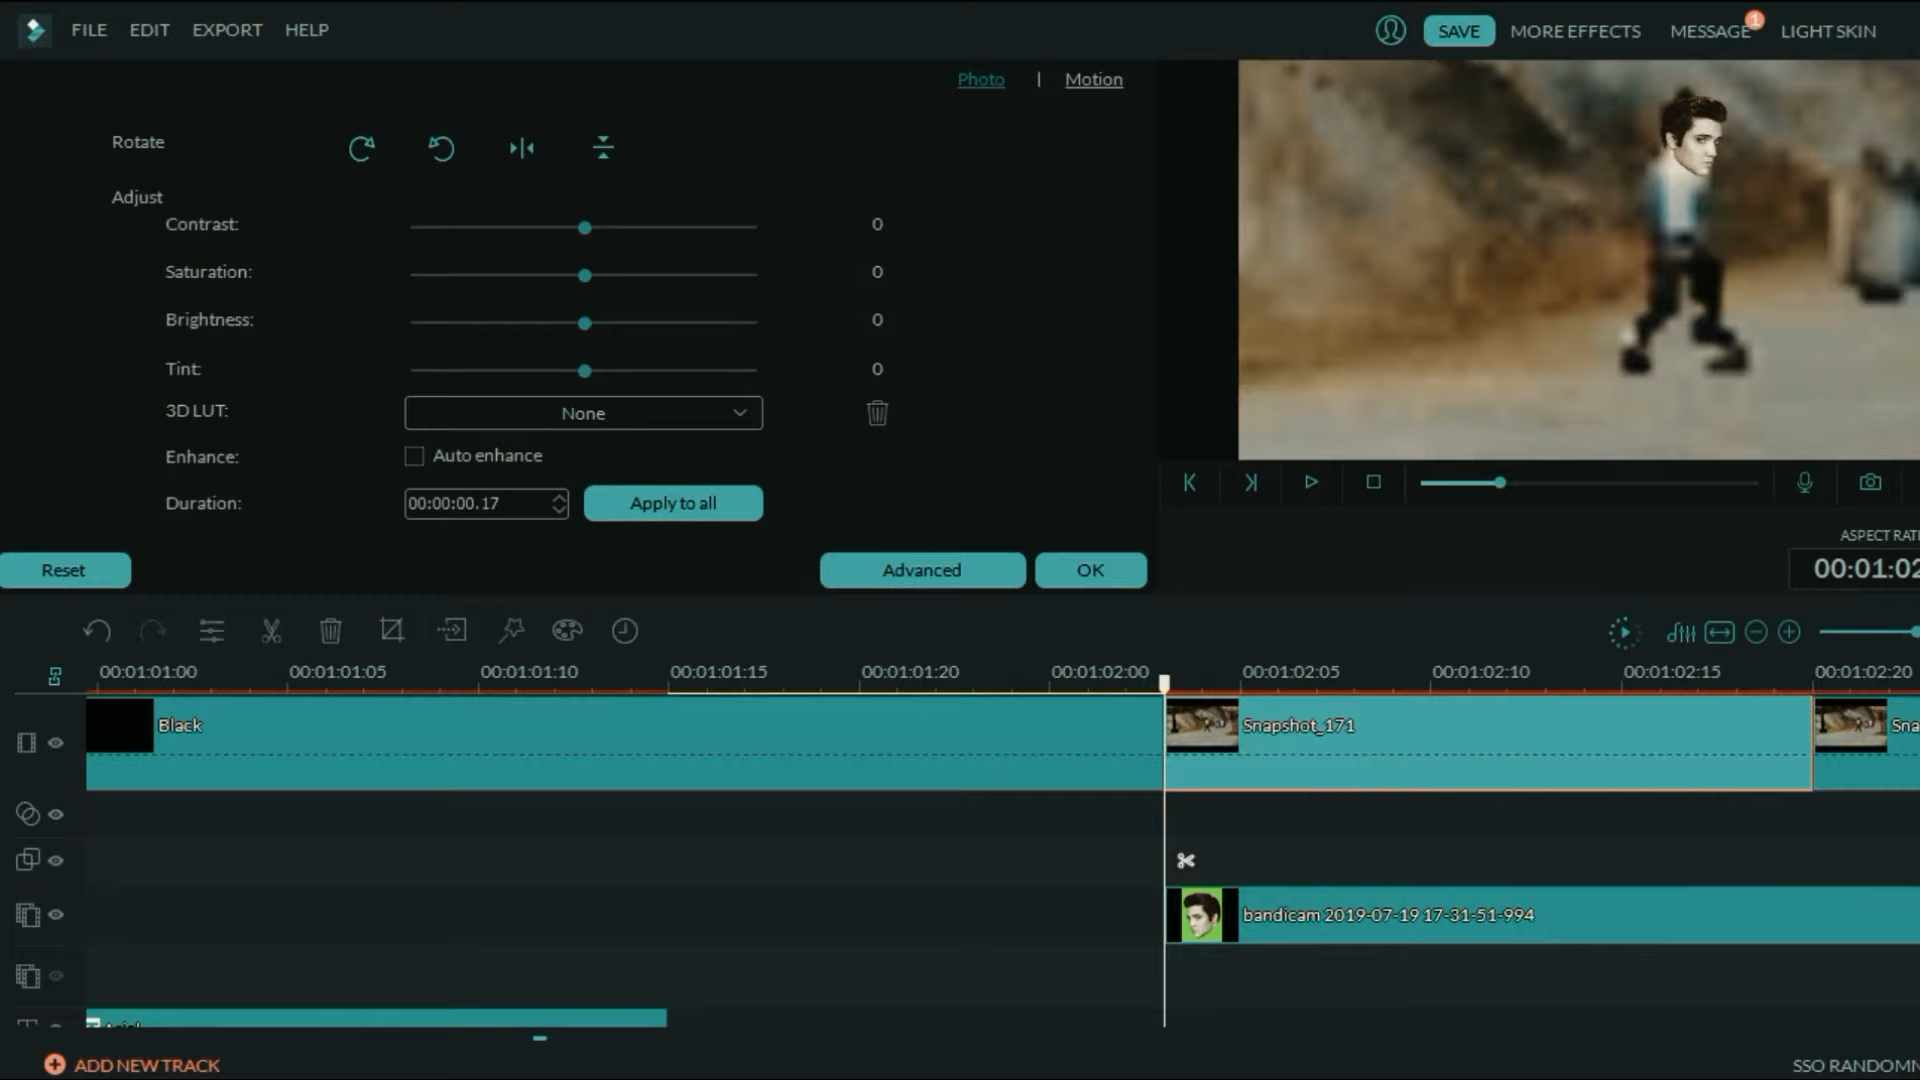 FILE EDIT EXPORT HELP
SAVE MORE EFFECTS MESSAGE 1 LIGHT SKIN
Photo | Motion
Rotate
Adjust
Contrast: 0
Saturation: 0
Brightness: 0
Tint: 0
3D LUT: None
Enhance: Auto enhance
Duration: 00:00:00.17 Apply to all
ASPECT RATI
Reset Advanced OK 00:01:02
00:01:01:00 00:01:01:05 00:01:01:10 00:01:01:15 00:01:01:20 00:01:02:00 00:01:02:05 00:01:02:10 00:01:02:15 00:01:02:20
Black Snapshot_171 Sna
bandicam 2019-07-19 17-31-51-994
ADD NEW TRACK SSO RANDOMN